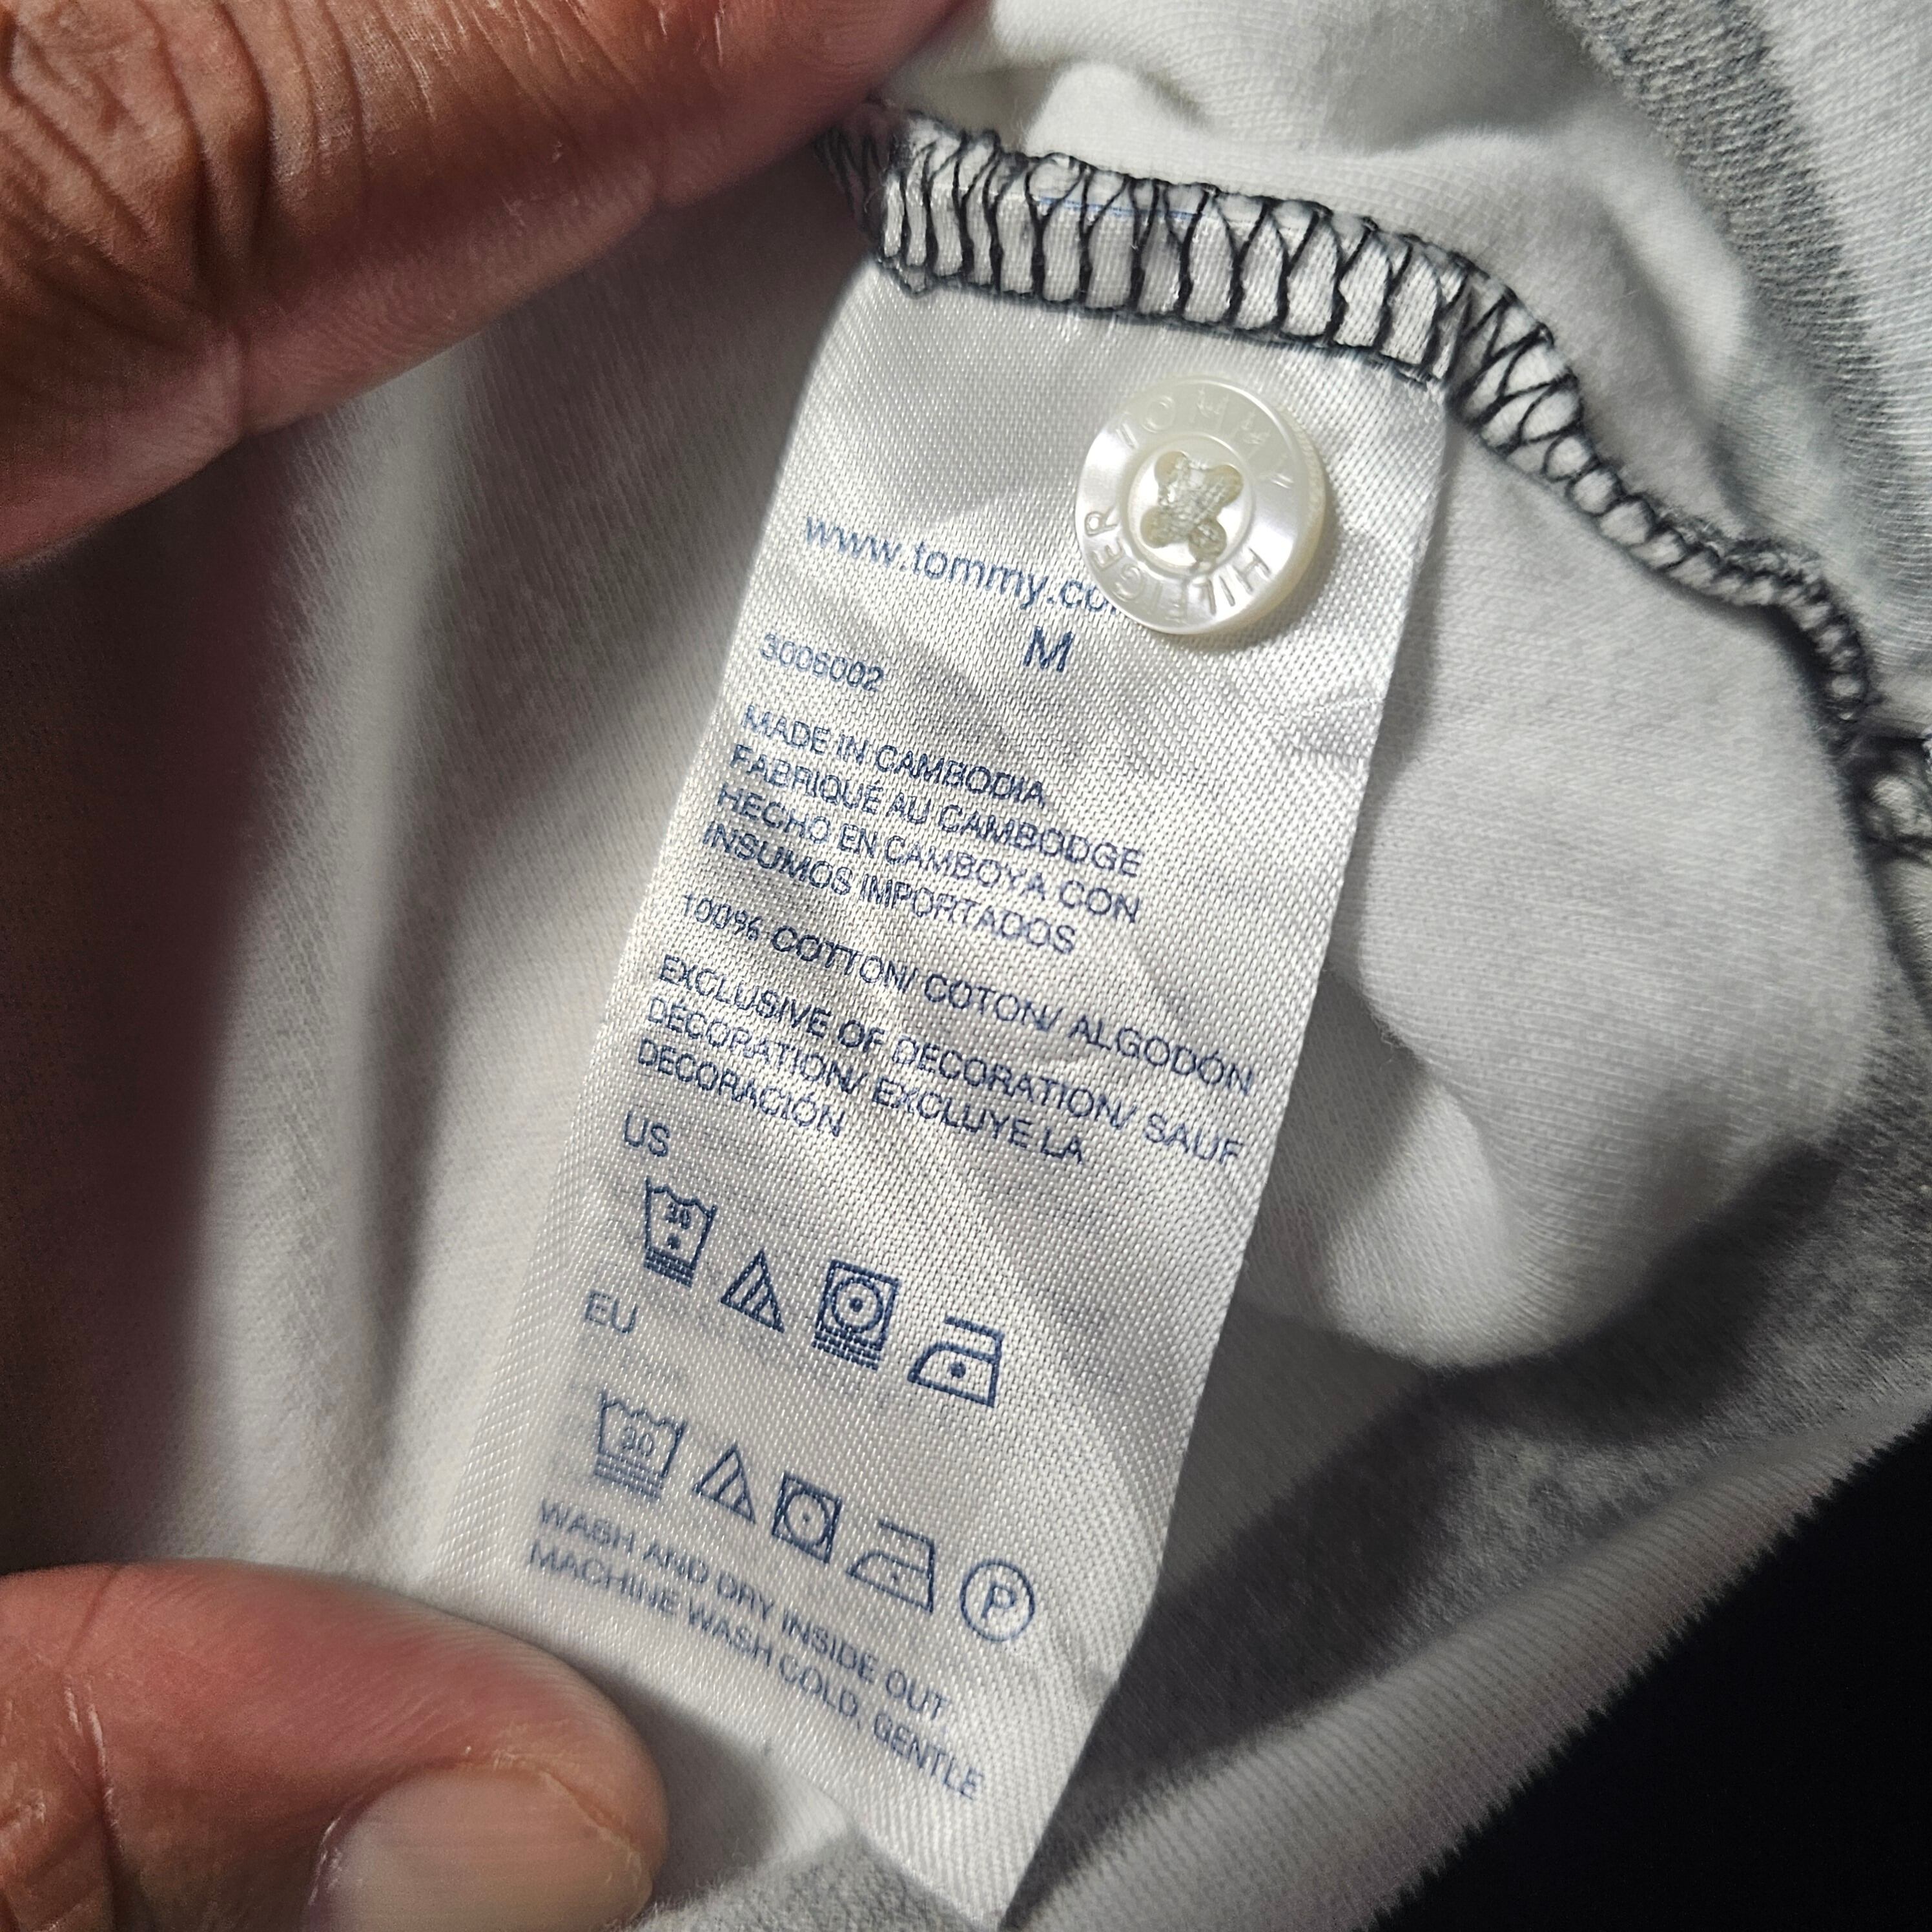 TOMMY HILFIGER
www.tommy.co
M
3006002
MADE IN CAMBODIA
FABRIQUÉ AU CAMBODGE
HECHO EN CAMBOYA CON
INSUMOS IMPORTADOS
100% COTTON/ COTON/ ALGODÓN
EXCLUSIVE OF DECORATION/ SAUF
DÉCORATION/ EXCLUYE LA
DECORACIÓN
US
30
EU
30
P
WASH AND DRY INSIDE OUT
MACHINE WASH COLD, GENTLE